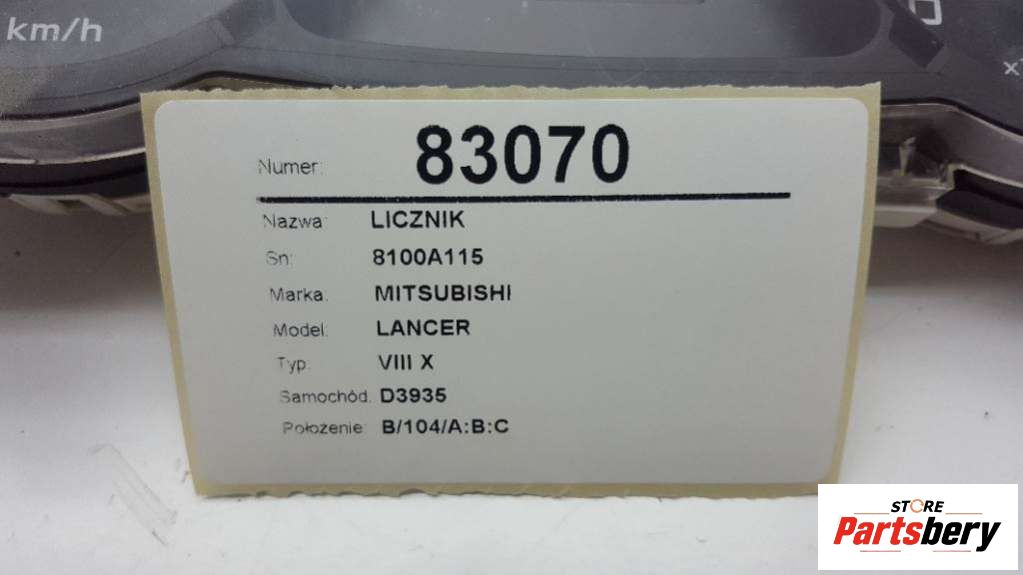 km/h
Numer: 83070
Nazwa: LICZNIK
Sn: 8100A115
Marka: MITSUBISHI
Model: LANCER
Typ: VIII X
Samochód. D3935
Położenie: B/104/A:B:C
STORE
Partsbery